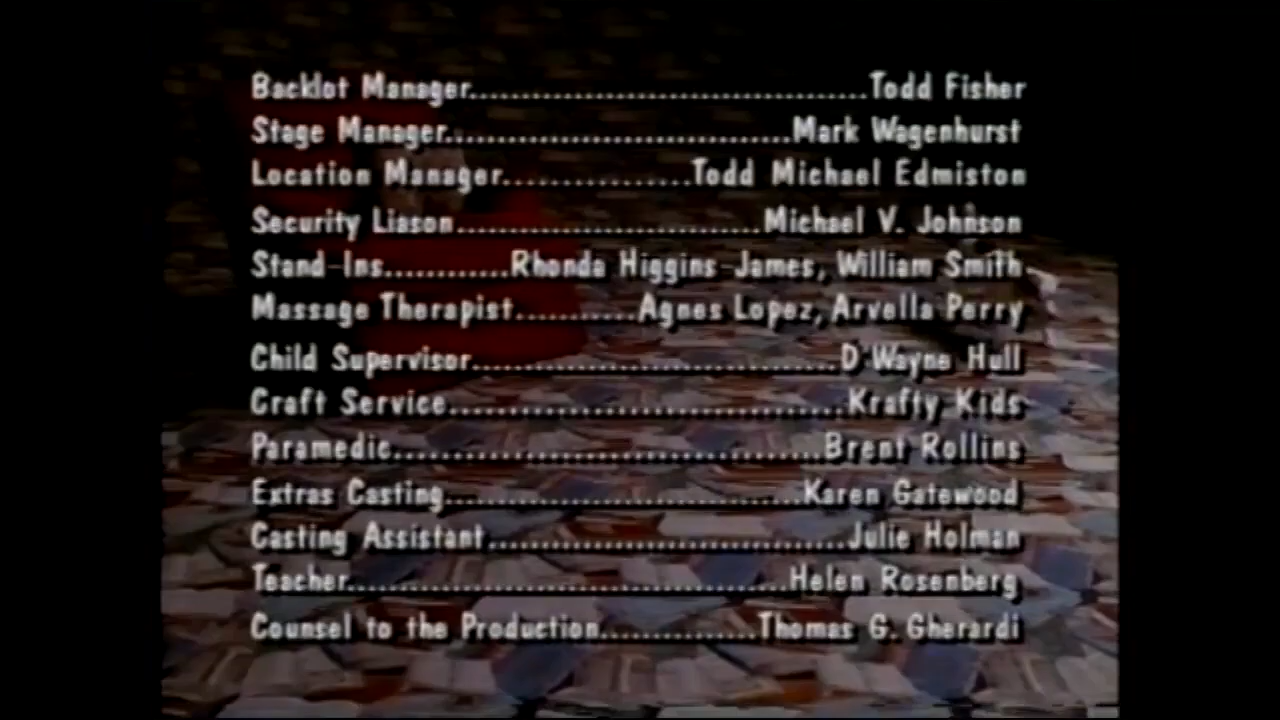 Backlot Manager.................................Todd Fisher
Stage Manager.............................Mark Wagenhurst
Location Manager................Todd Michael Edmiston
Security Liason.........................Michael V. Johnson
Stand-Ins...........Rhonda Higgins-James, William Smith
Massage Therapist..........Agnes Lopez, Arvella Perry
Child Supervisor..............................D'Wayne Hull
Craft Service.................................Krafty Kids
Paramedic...................................Brent Rollins
Extras Casting..............................Karen Gatewood
Casting Assistant..............................Julie Holman
Teacher....................................Helen Rosenberg
Counsel to the Production.............Thomas G. Gherardi